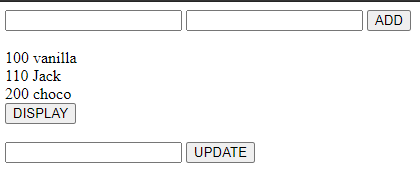 ADD
100 vanilla
110 Jack
200 choco
DISPLAY
UPDATE